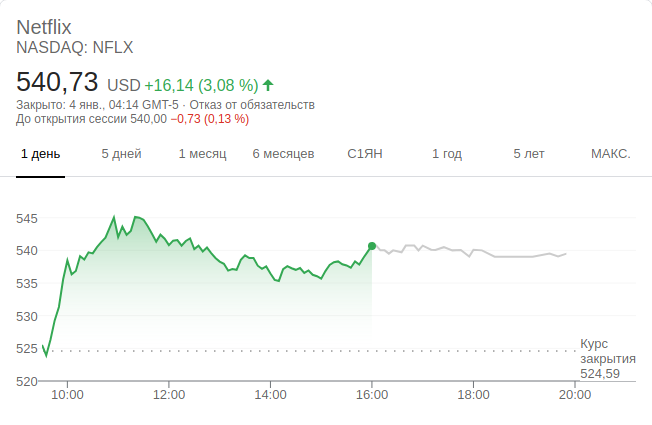 Netflix
NASDAQ: NFLX
540,73 USD +16,14 (3,08 %)
Закрыто: 4 янв., 04:14 GMT-5 · Отказ от обязательств
До открытия сессии 540,00 −0,73 (0,13 %)
1 день 5 дней 1 месяц 6 месяцев С1ЯН 1 год 5 лет МАКС.
545
540
535
530
525
520
Курс
закрытия
524,59
10:00 12:00 14:00 16:00 18:00 20:00